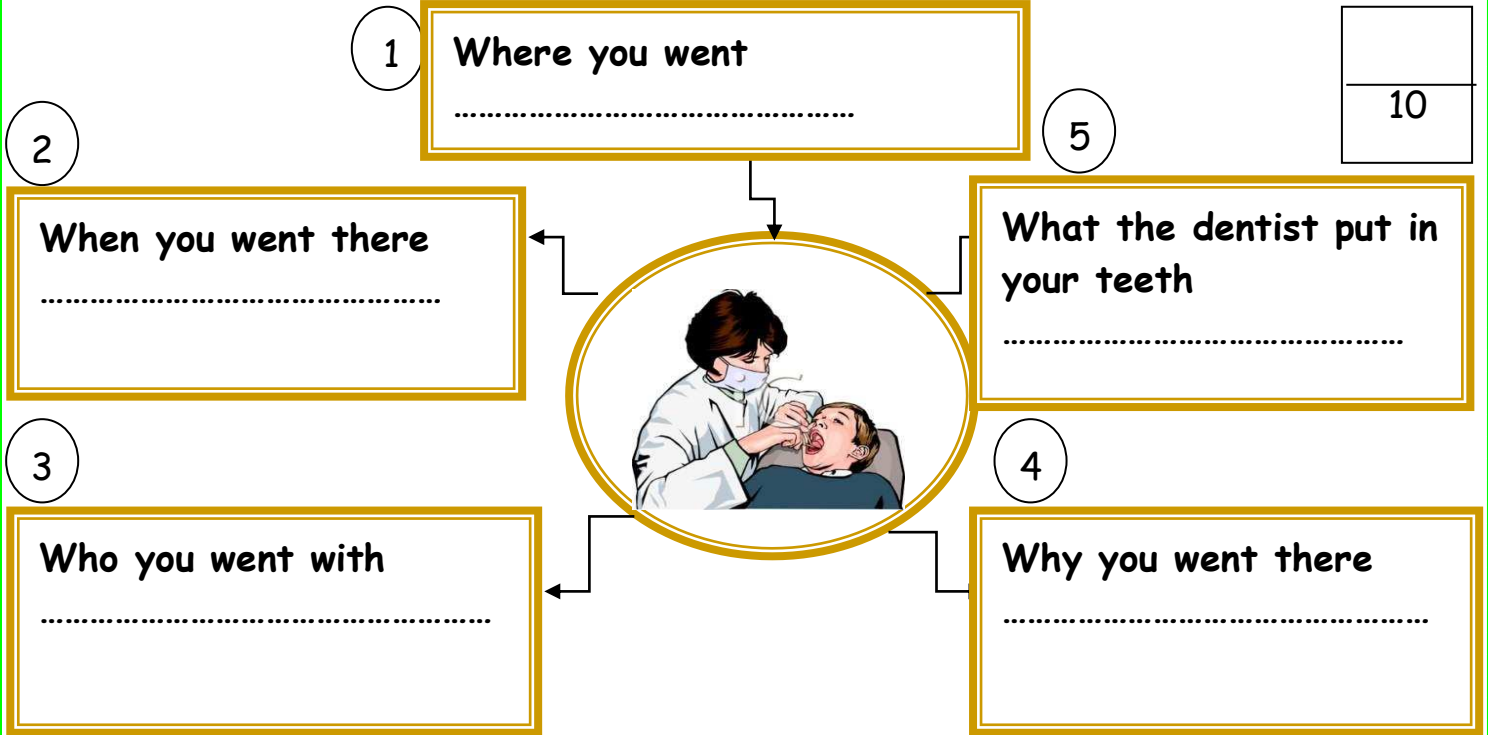 1
Where you went
................................................
10
2
When you went there
................................................
5
What the dentist put in
your teeth
................................................
3
Who you went with
......................................................
4
Why you went there
...................................................